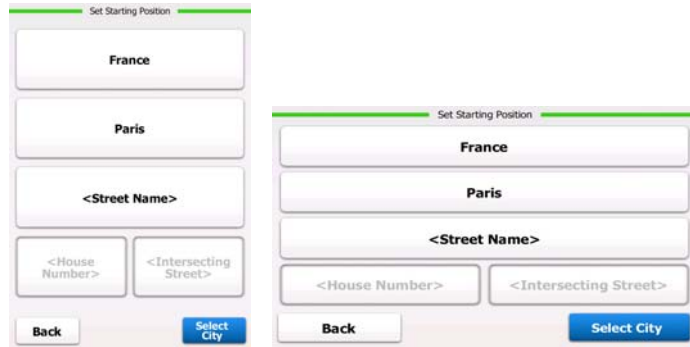 Set Starting Position
France
Paris
<Street Name>
<House
Number>
<Intersecting
Street>
Back
Select
City
Set Starting Position
France
Paris
<Street Name>
<House Number>
<Intersecting Street>
Back
Select City